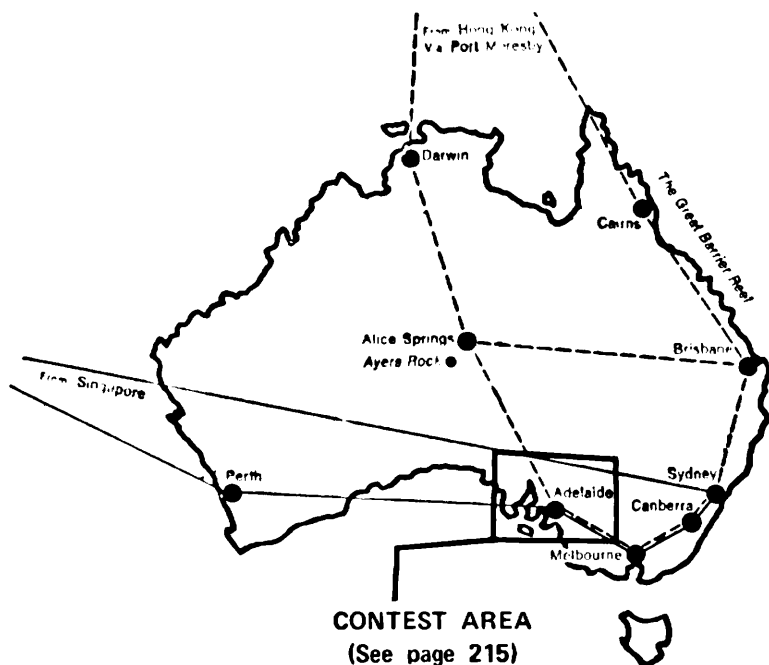 From Hong Kong
Via Port Moresby
Darwin
The Great Barrier Reef
Cairns
Alice Springs
Ayers Rock
Brisbane
From Singapore
Perth
Adelaide
Sydney
Canberra
Melbourne
CONTEST AREA
(See page 215)